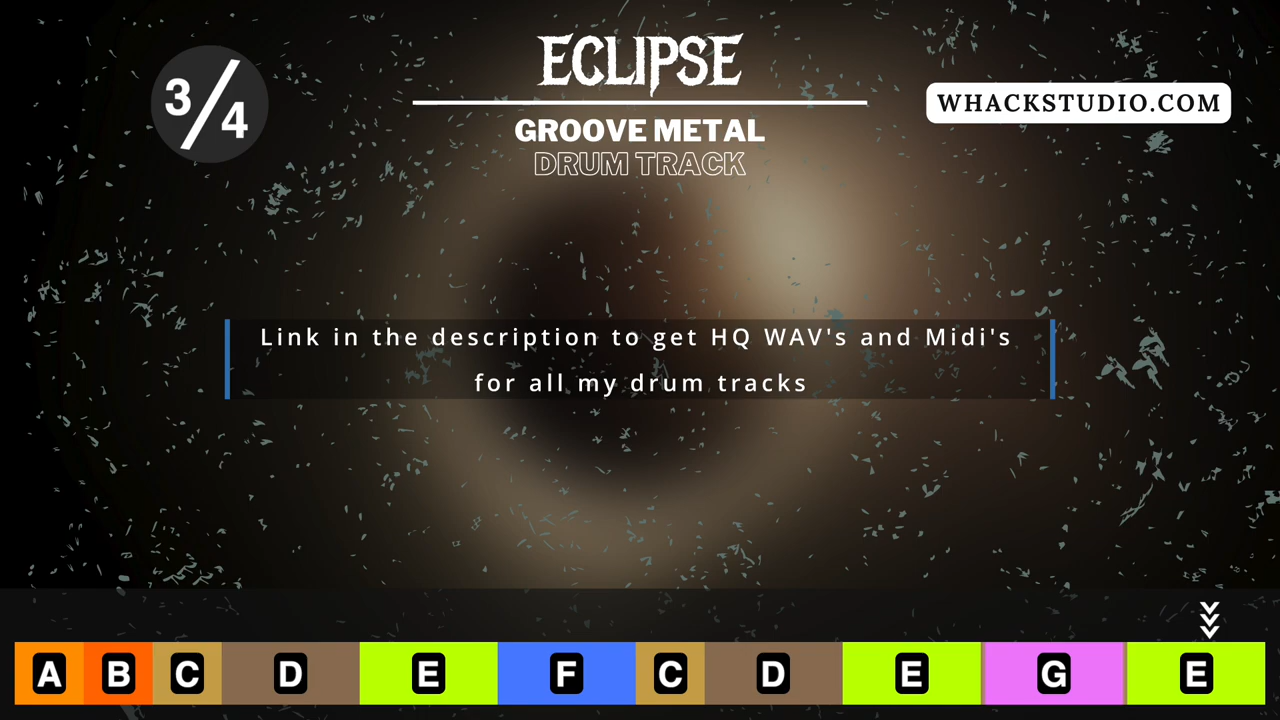 3/4
ECLIPSE
GROOVE METAL
DRUM TRACK
WHACKSTUDIO.COM
Link in the description to get HQ WAV's and Midi's
for all my drum tracks
A B C D E F C D E G E